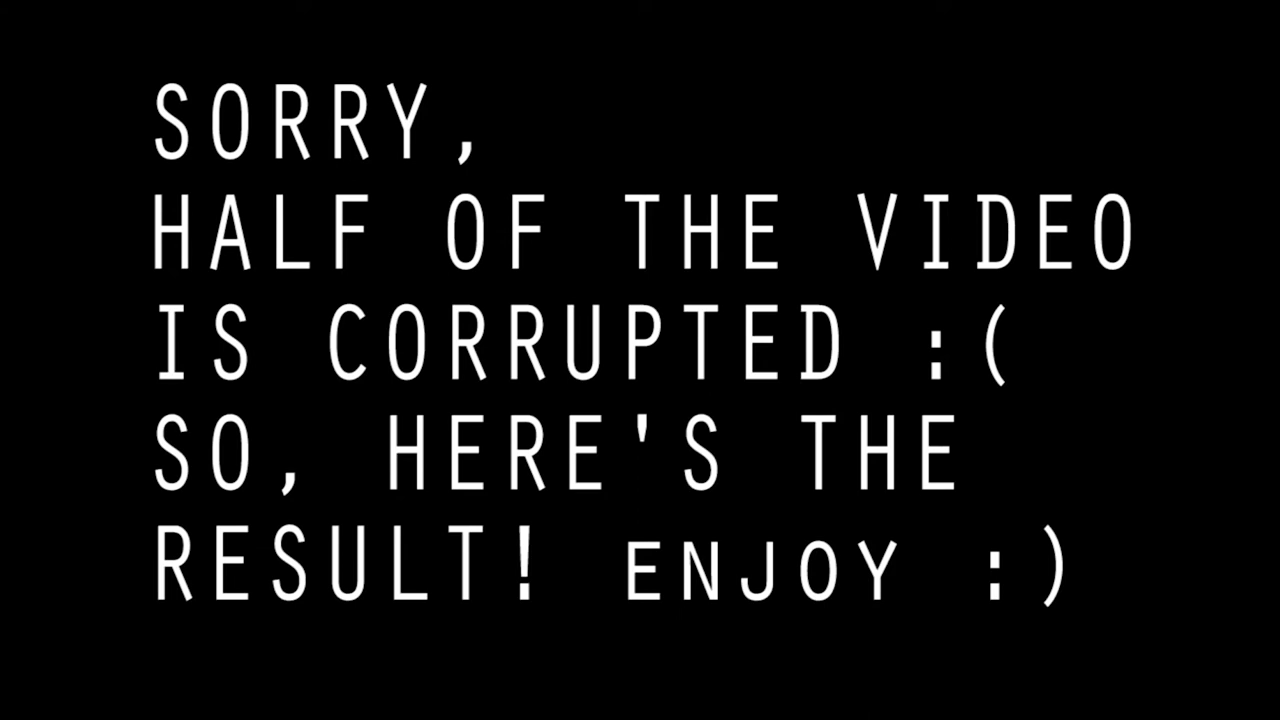 SORRY,
HALF OF THE VIDEO
IS CORRUPTED :(
SO, HERE'S THE
RESULT! ENJOY :)